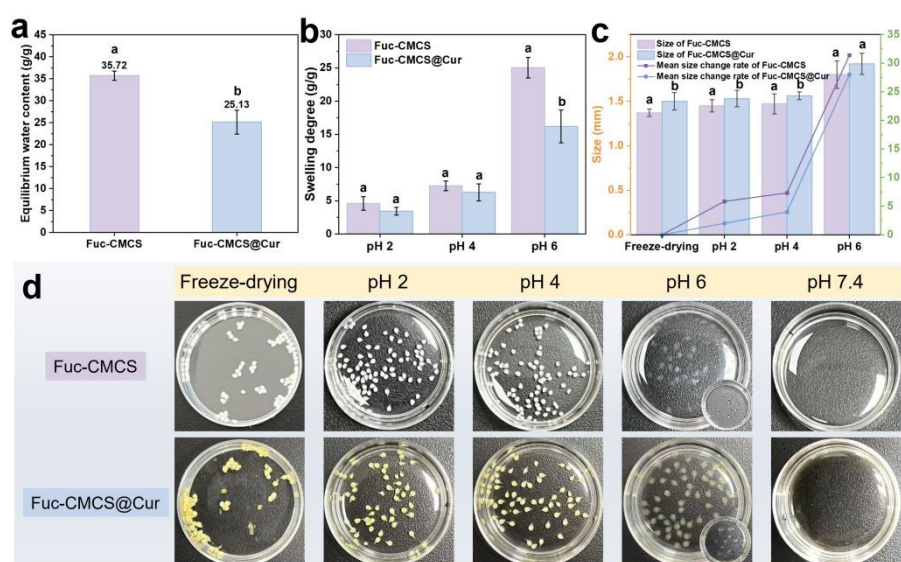 a
Equilibrium water content (g/g)
45
40
35
30
25
20
15
10
5
0
a
35.72
b
25.13
Fuc-CMCS
Fuc-CMCS@Cur
b
Swelling degree (g/g)
30
25
20
15
10
5
0
Fuc-CMCS
Fuc-CMCS@Cur
a a
a a
a
b
pH 2 pH 4 pH 6
c
Size (mm)
2.0
1.5
1.0
0.5
0.0
Size of Fuc-CMCS
Size of Fuc-CMCS@Cur
Mean size change rate of Fuc-CMCS
Mean size change rate of Fuc-CMCS@Cur
a b
a b
a b
a a
35
30
25
20
15
10
5
0
Freeze-drying pH 2 pH 4 pH 6
d
Freeze-drying pH 2 pH 4 pH 6 pH 7.4
Fuc-CMCS
Fuc-CMCS@Cur